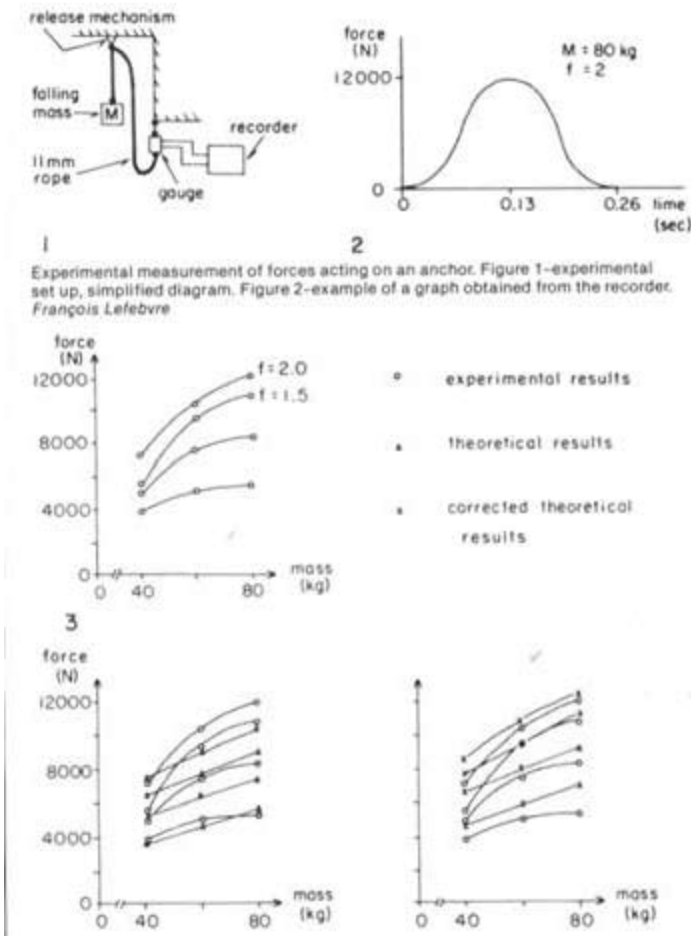 release mechanism
falling
mass
M
11mm
rope
gauge
recorder
force
(N)
12000
0
M = 80 kg
f = 2
0
0.13
0.26
time
(sec)
1
2
Experimental measurement of forces acting on an anchor. Figure 1–experimental
set up, simplified diagram. Figure 2–example of a graph obtained from the recorder.
François Lefebvre
force
(N)
12000
8000
4000
0
f = 2.0
f = 1.5
0
40
80
mass
(kg)
experimental results
theoretical results
corrected theoretical
results
3
force
(N)
12000
8000
4000
0
0
40
80
mass
(kg)
0
40
80
mass
(kg)